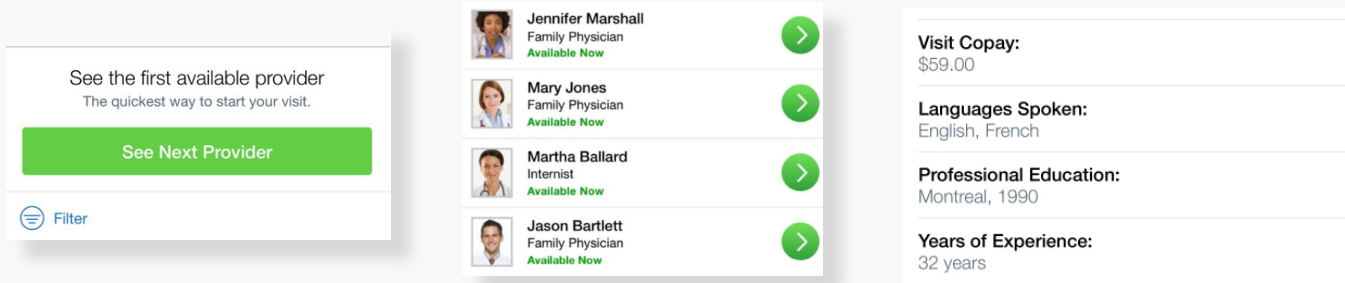 See the first available provider
The quickest way to start your visit.
See Next Provider
Filter
Jennifer Marshall
Family Physician
Available Now
Mary Jones
Family Physician
Available Now
Martha Ballard
Internist
Available Now
Jason Bartlett
Family Physician
Available Now
Visit Copay:
$59.00
Languages Spoken:
English, French
Professional Education:
Montreal, 1990
Years of Experience:
32 years